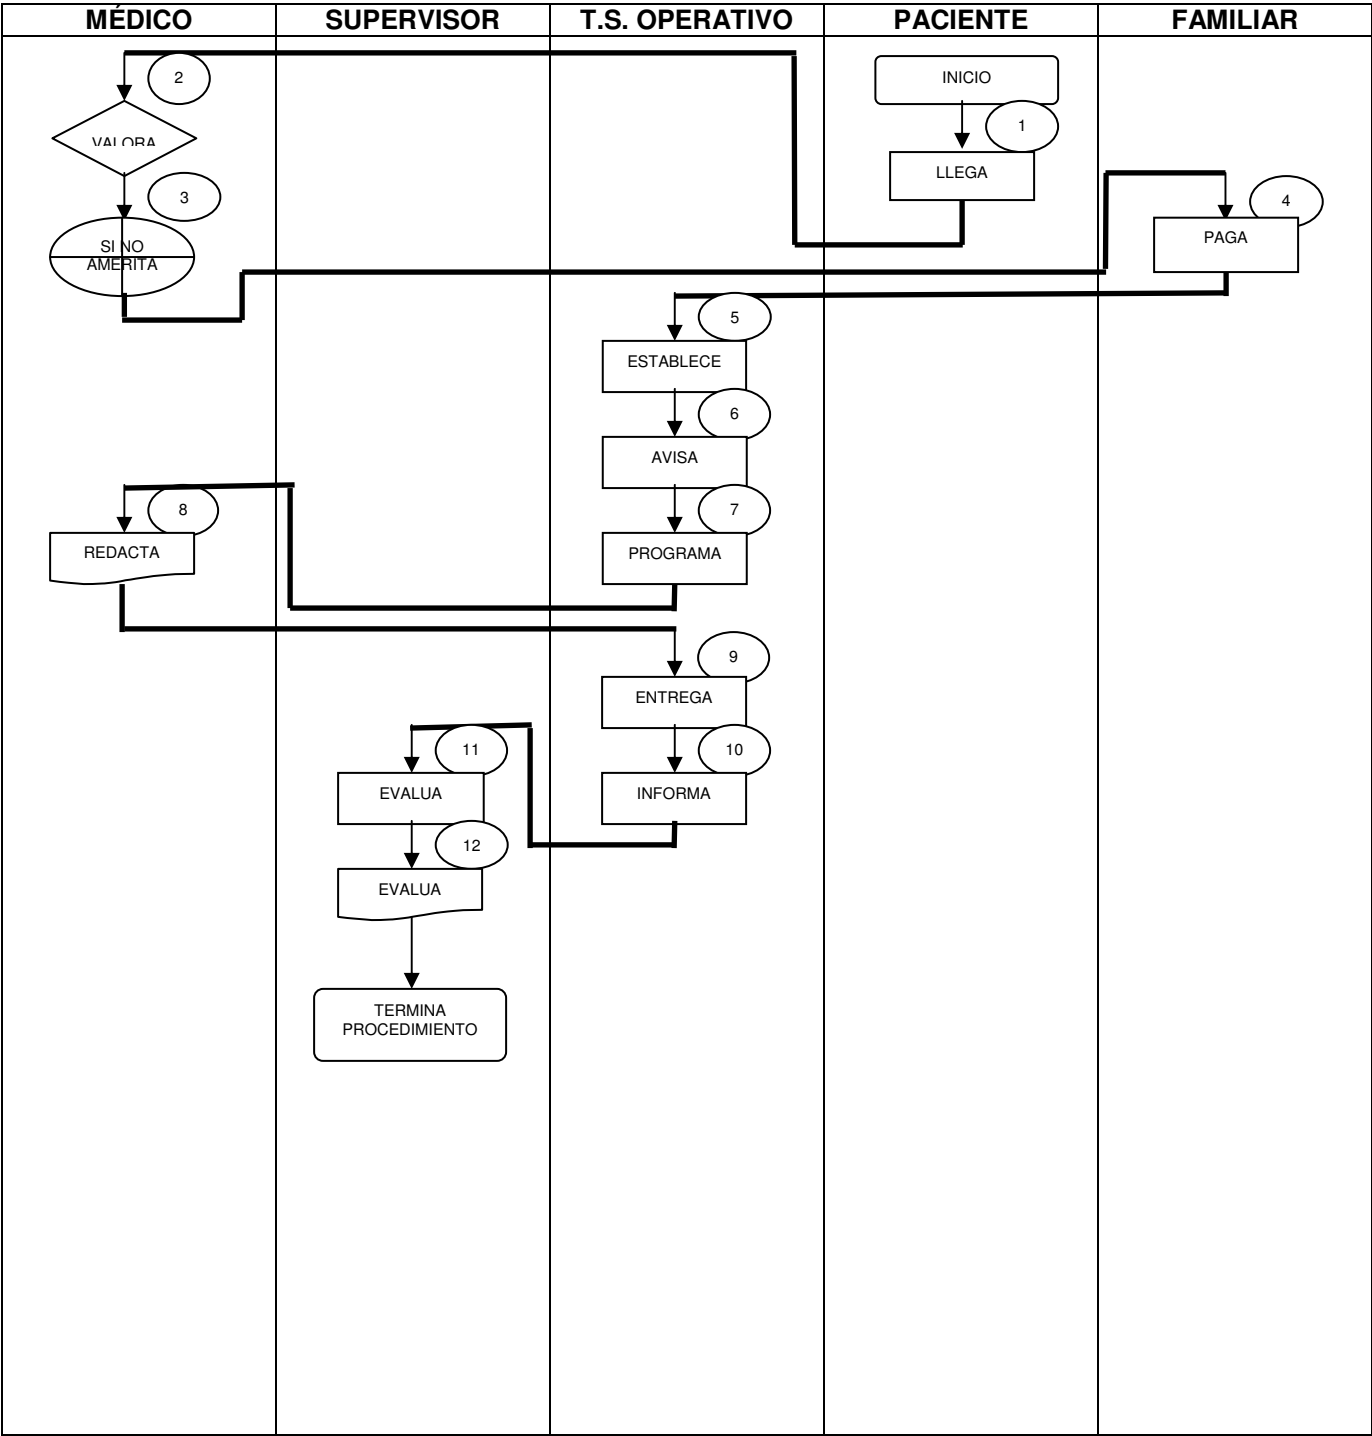 MÉDICO SUPERVISOR T.S. OPERATIVO PACIENTE FAMILIAR
INICIO
1
LLEGA
2
VALORA
3
SI NO
AMERITA
4
PAGA
5
ESTABLECE
6
AVISA
7
PROGRAMA
8
REDACTA
9
ENTREGA
10
INFORMA
11
EVALUA
12
EVALUA
TERMINA
PROCEDIMIENTO